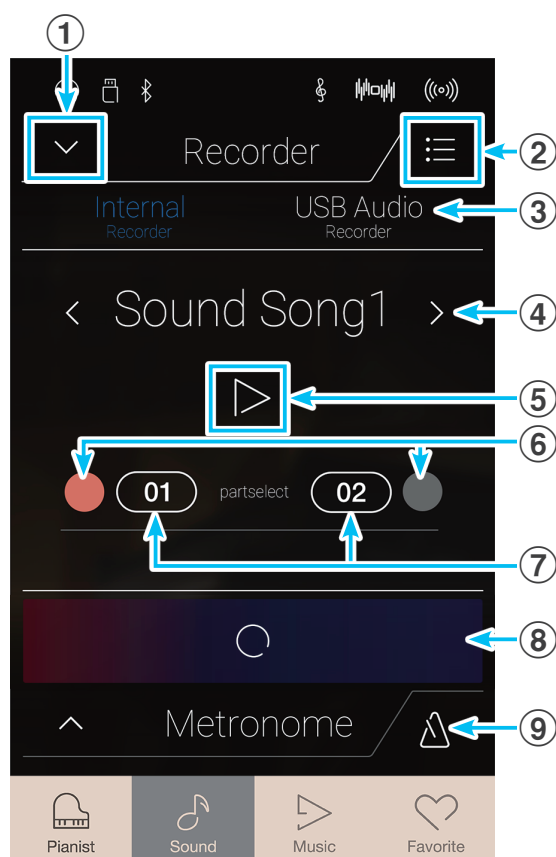 ①
Recorder ②
Internal USB Audio ③
Recorder Recorder
Sound Song1 ④
⑤
⑥
01 partselect 02
⑦
⑧
Metronome ⑨
Pianist Sound Music Favorite